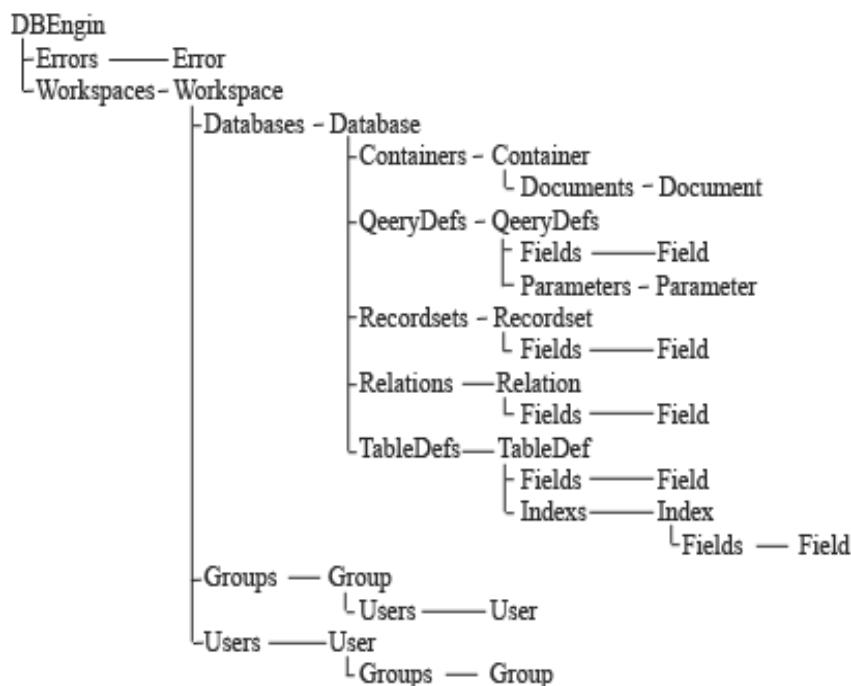 DBEngin
Errors Error
Workspaces Workspace
Databases Database
Containers Container
Documents Document
QeeryDefs QeeryDefs
Fields Field
Parameters Parameter
Recordsets Recordset
Fields Field
Relations Relation
Fields Field
TableDefs TableDef
Fields Field
Indexs Index
Fields Field
Groups Group
Users User
Users User
Groups Group